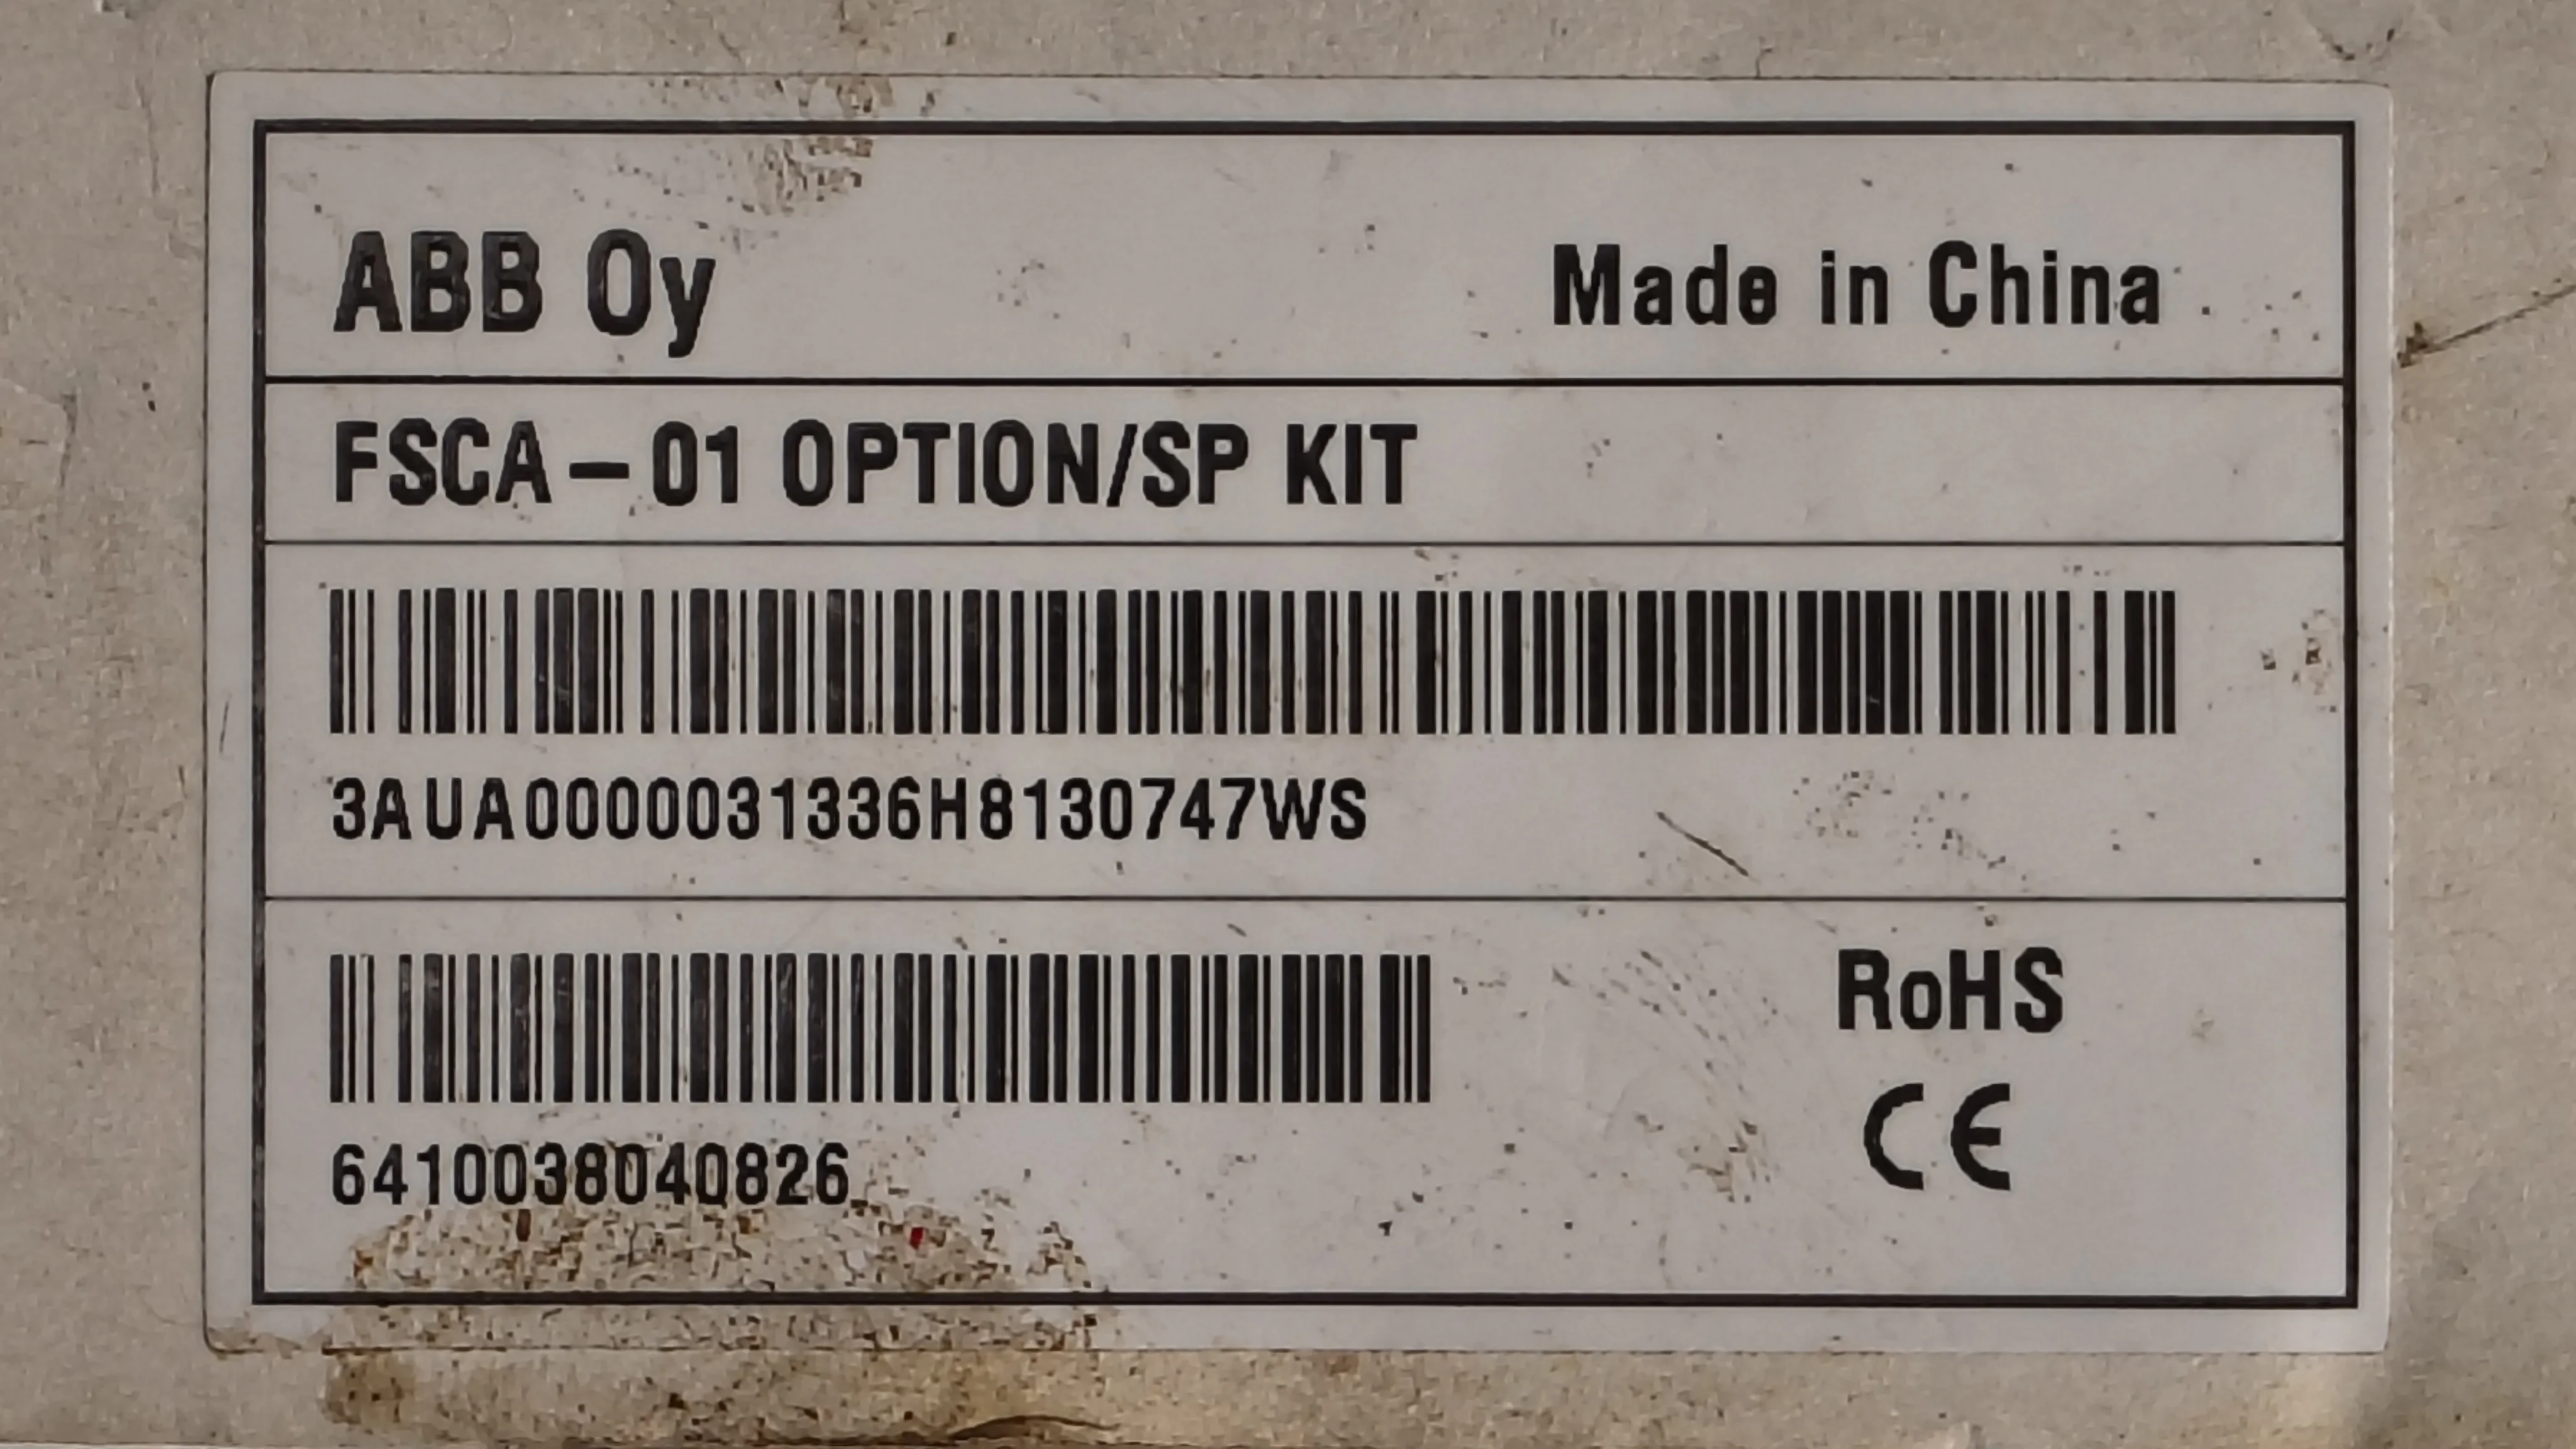 ABB Oy Made in China
FSCA-01 OPTION/SP KIT
3AUA0000031336H8130747WS
6410038040826
RoHS
CE